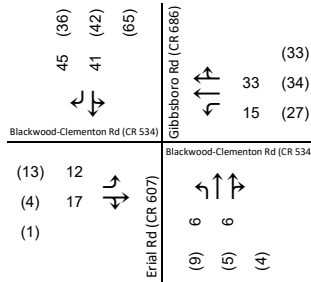 (36) (42) (65)
45 41
Blackwood-Clementon Rd (CR 534)
Gibbsboro Rd (CR 686)
(33)
33 (34)
15 (27)
(13) 12
(4) 17
(1)
Erial Rd (CR 607)
Blackwood-Clementon Rd (CR 534
6 6
(9) (5) (4)